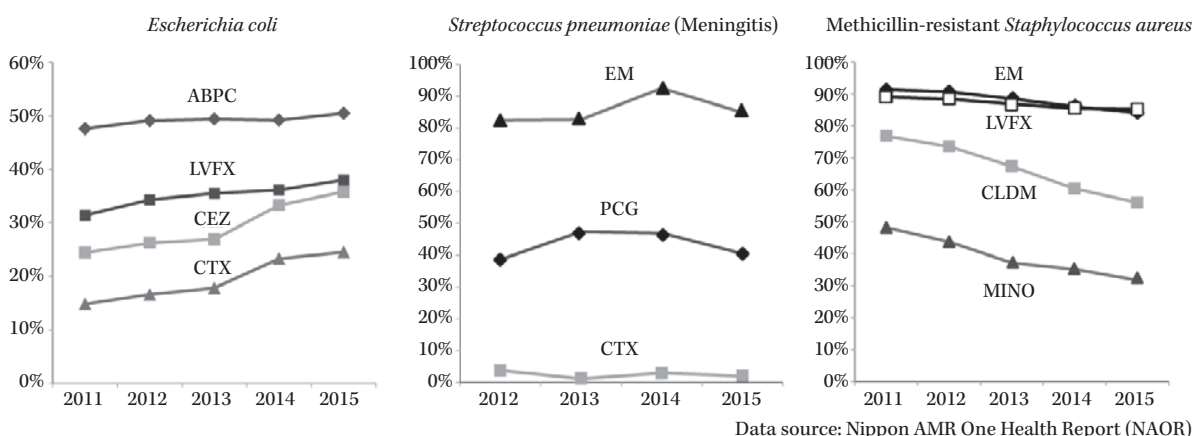 Escherichia coli
60%
50%
40%
30%
20%
10%
0%
ABPC
LVFX
CEZ
CTX
2011 2012 2013 2014 2015
Streptococcus pneumoniae (Meningitis)
100%
90%
80%
70%
60%
50%
40%
30%
20%
10%
0%
EM
PCG
CTX
2012 2013 2014 2015
Methicillin-resistant Staphylococcus aureus
100%
90%
80%
70%
60%
50%
40%
30%
20%
10%
0%
EM
LVFX
CLDM
MINO
2011 2012 2013 2014 2015
Data source: Nippon AMR One Health Report (NAOR)